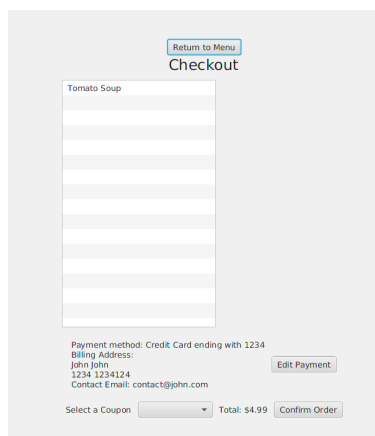 Return to Menu
Checkout
Tomato Soup
Payment method: Credit Card ending with 1234
Billing Address:
John John
1234 1234124
Contact Email: contact@john.com
Edit Payment
Select a Coupon Total: $4.99 Confirm Order